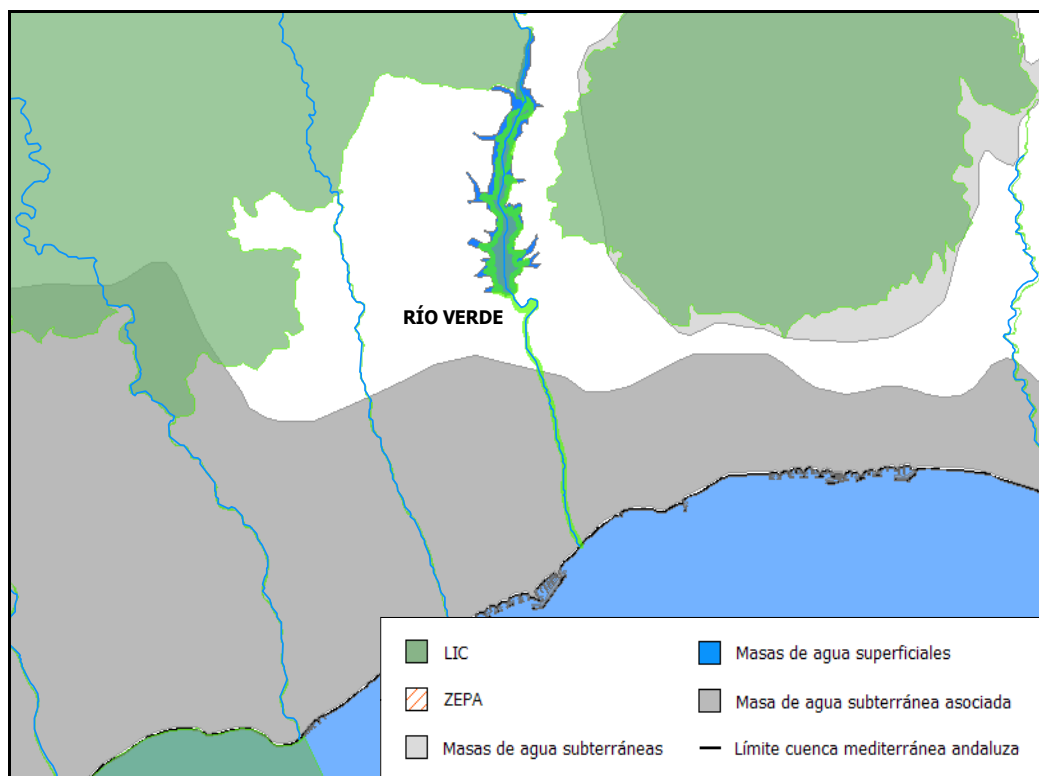 RÍO VERDE
LIC
Masas de agua superficiales
ZEPA
Masa de agua subterránea asociada
Masas de agua subterráneas
Límite cuenca mediterránea andaluza